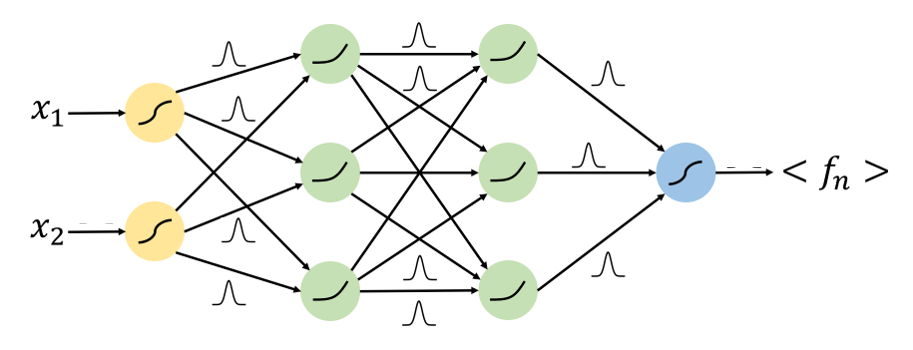 x₁
x₂
< fₙ >